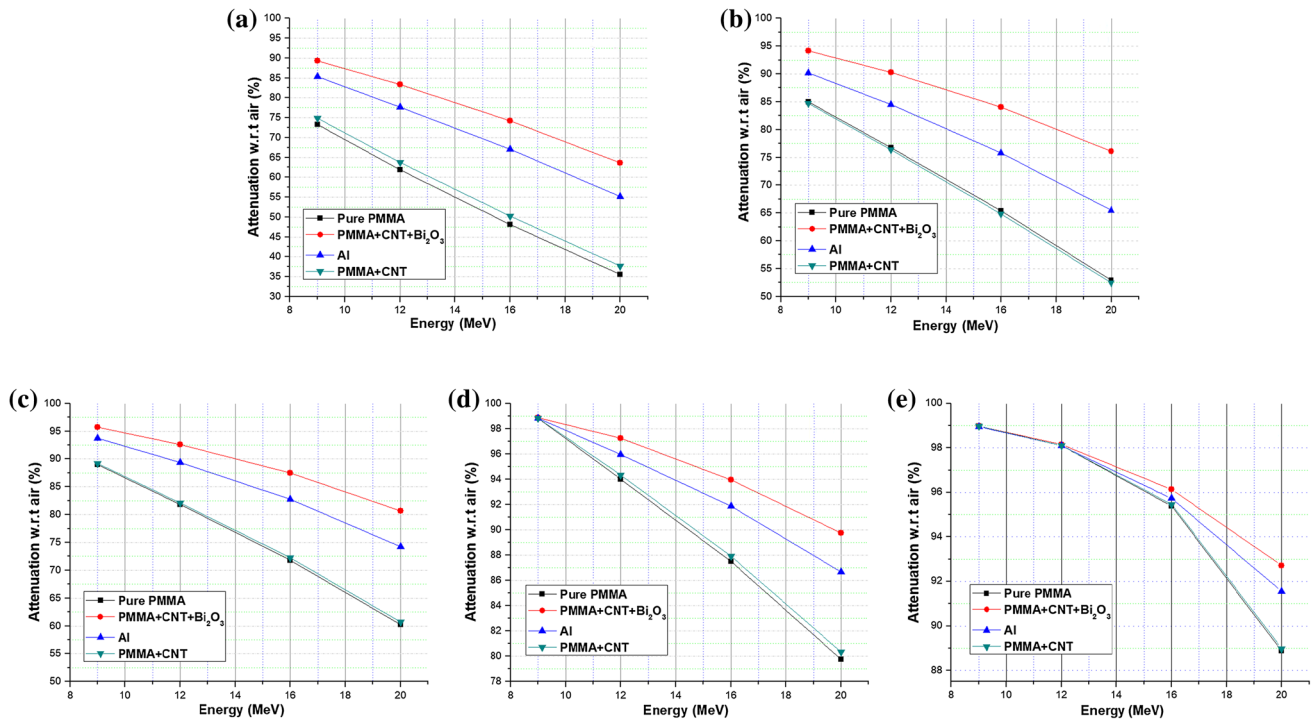 (a)
Attenuation w.r.t air (%)
95
90
85
80
75
70
65
60
55
50
45
40
35
30
8 10 12 14 16 18 20
Energy (MeV)
Pure PMMA
PMMA+CNT+Bi₂O₃
Al
PMMA+CNT
(b)
Attenuation w.r.t air (%)
100
95
90
85
80
75
70
65
60
55
50
8 10 12 14 16 18 20
Energy (MeV)
Pure PMMA
PMMA+CNT+Bi₂O₃
Al
PMMA+CNT
(c)
Attenuation w.r.t air (%)
100
95
90
85
80
75
70
65
60
55
50
8 10 12 14 16 18 20
Energy (MeV)
Pure PMMA
PMMA+CNT+Bi₂O₃
Al
PMMA+CNT
(d)
Attenuation w.r.t air (%)
100
98
96
94
92
90
88
86
84
82
80
78
8 10 12 14 16 18 20
Energy (MeV)
Pure PMMA
PMMA+CNT+Bi₂O₃
Al
PMMA+CNT
(e)
Attenuation w.r.t air (%)
100
98
96
94
92
90
88
8 10 12 14 16 18 20
Energy (MeV)
Pure PMMA
PMMA+CNT+Bi₂O₃
Al
PMMA+CNT